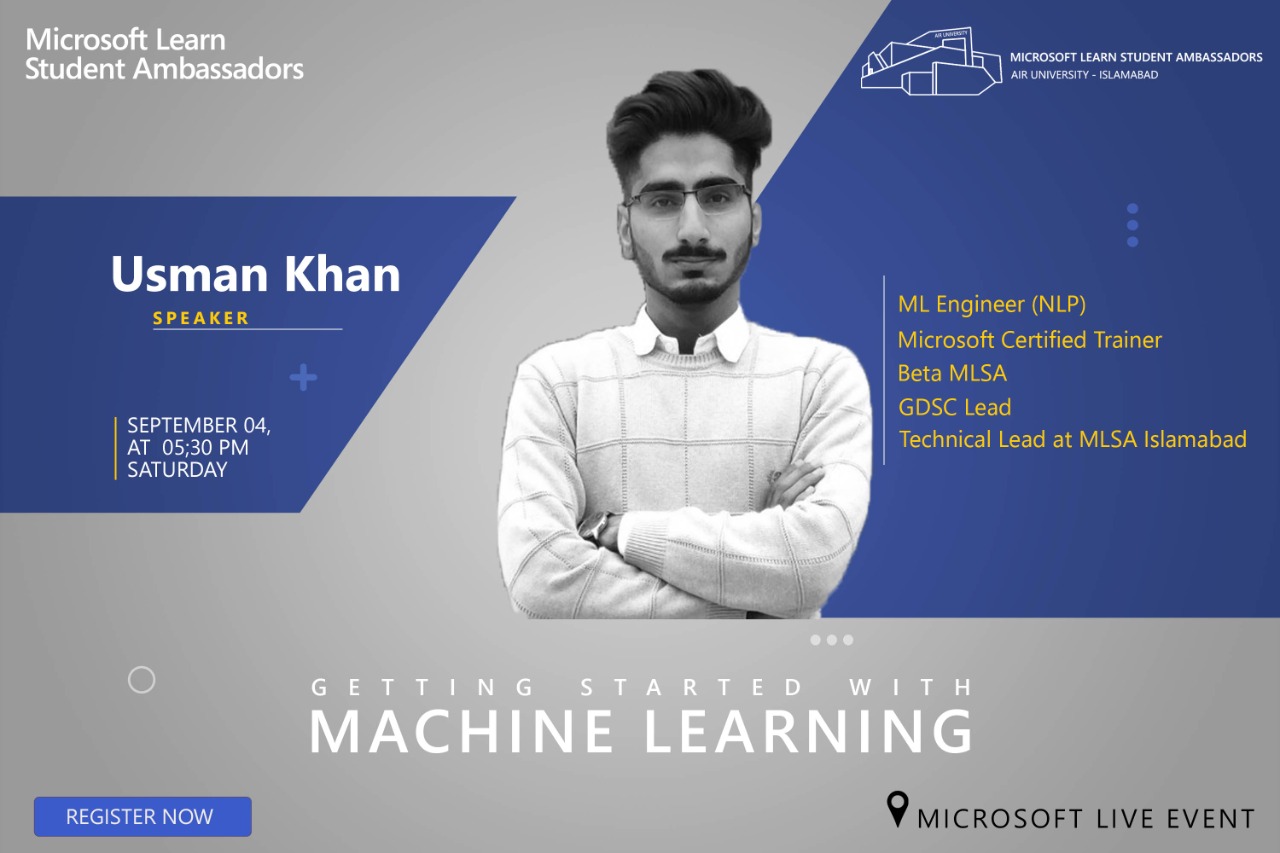 Microsoft Learn
Student Ambassadors
AIR UNIVERSITY
MICROSOFT LEARN STUDENT AMBASSADORS
AIR UNIVERSITY - ISLAMABAD
Usman Khan
SPEAKER
SEPTEMBER 04,
AT 05;30 PM
SATURDAY
ML Engineer (NLP)
Microsoft Certified Trainer
Beta MLSA
GDSC Lead
Technical Lead at MLSA Islamabad
GETTING STARTED WITH
MACHINE LEARNING
REGISTER NOW
MICROSOFT LIVE EVENT